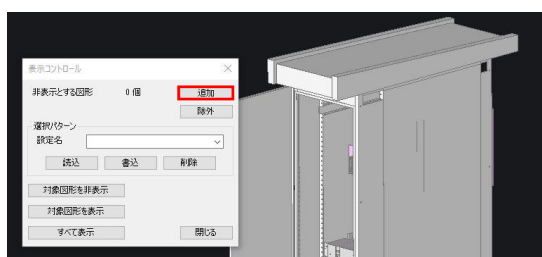 表示コントロール
非表示とする図形 0 個 追加
除外
選択パターン
設定名
読込 書込 削除
対象図形を非表示
対象図形を表示
すべて表示 閉じる